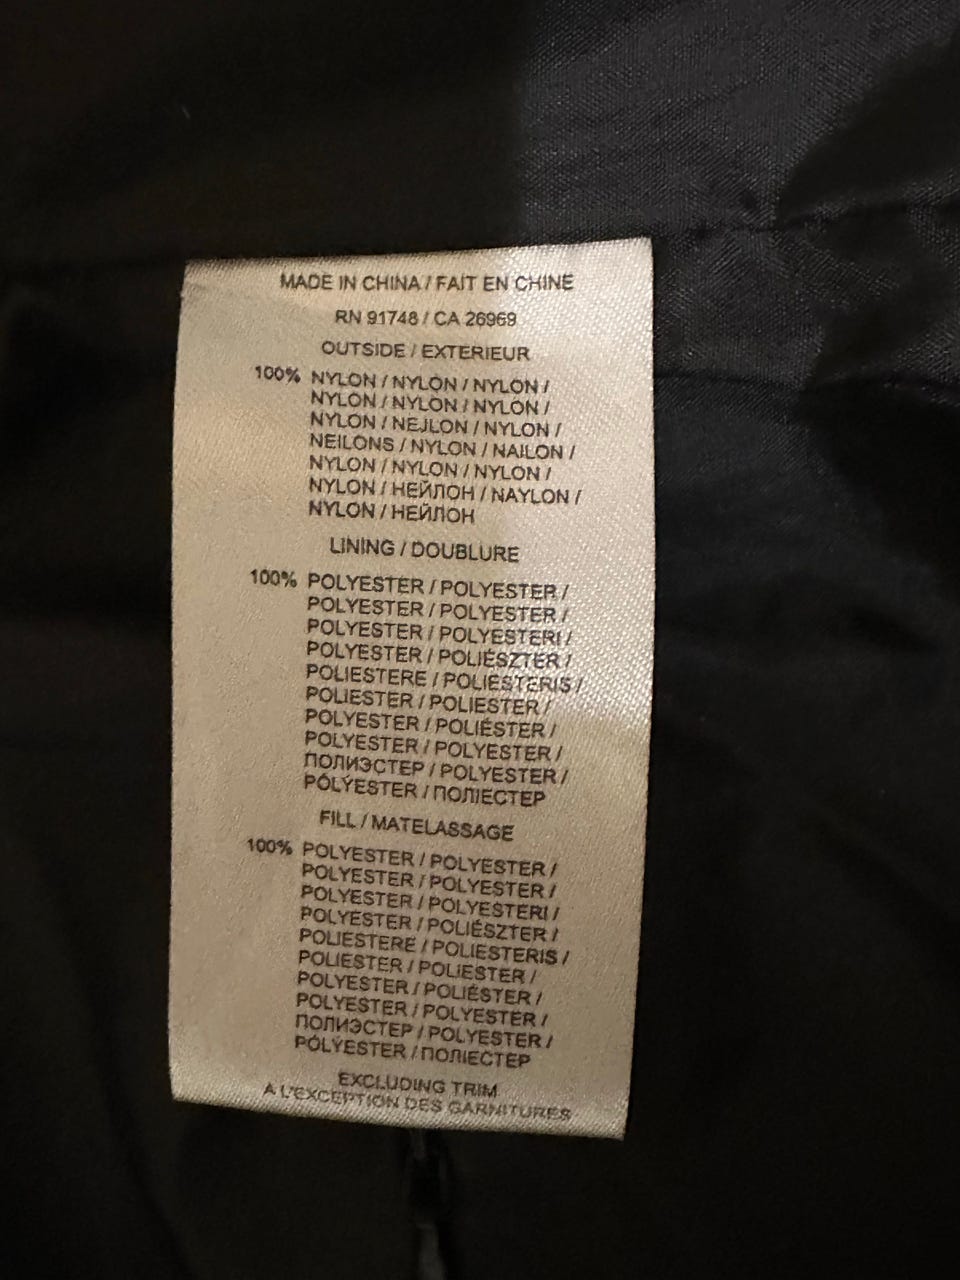 MADE IN CHINA / FAIT EN CHINE
RN 91748 / CA 26969
OUTSIDE / EXTERIEUR
100% NYLON / NYLON / NYLON /
NYLON / NYLON / NYLON /
NYLON / NEJLON / NYLON /
NEILONS / NYLON / NAILON /
NYLON / NYLON / NYLON /
NYLON / НЕЙЛОН / NAYLON /
NYLON / НЕЙЛОН
LINING / DOUBLURE
100% POLYESTER / POLYESTER /
POLYESTER / POLYESTER /
POLYESTER / POLYESTERI /
POLYESTER / POLIÉSZTER /
POLIESTERE / POLIESTERIS /
POLIESTER / POLIESTER /
POLYESTER / POLIÉSTER /
POLYESTER / POLYESTER /
ПОЛИЭСТЕР / POLYESTER /
PÓLÝESTER / ПОЛІЕСТЕР
FILL / MATELASSAGE
100% POLYESTER / POLYESTER /
POLYESTER / POLYESTER /
POLYESTER / POLYESTERI /
POLYESTER / POLIÉSZTER /
POLIESTERE / POLIESTERIS /
POLIESTER / POLIESTER /
POLYESTER / POLIÉSTER /
POLYESTER / POLYESTER /
ПОЛИЭСТЕР / POLYESTER /
PÓLÝESTER / ПОЛІЕСТЕР
EXCLUDING TRIM
A L'EXCEPTION DES GARNITURES